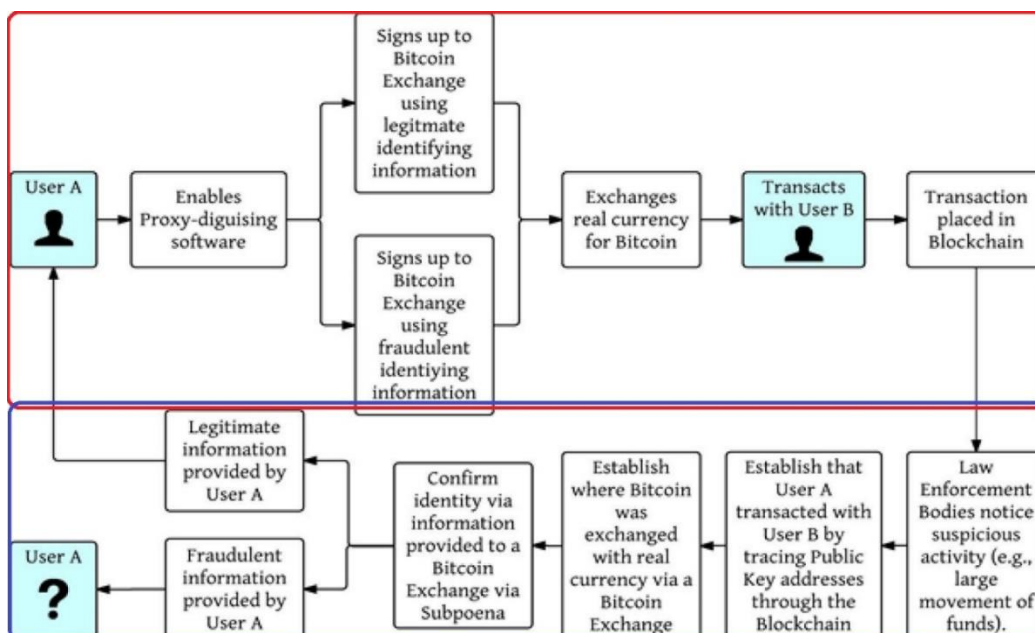 Signs up to
Bitcoin
Exchange
using
legitmate
identifying
information
User A
Enables
Proxy-diguising
software
Exchanges
real currency
for Bitcoin
Transacts
with User B
Transaction
placed in
Blockchain
Signs up to
Bitcoin
Exchange
using
fraudulent
identiying
information
Legitimate
information
provided by
User A
Confirm
identity via
information
provided to a
Bitcoin
Exchange via
Subpoena
Establish
where Bitcoin
was
exchanged
with real
currency via a
Bitcoin
Exchange
Establish that
User A
transacted with
User B by
tracing Public
Key addresses
through the
Blockchain
Law
Enforcement
Bodies notice
suspicious
activity (e.g.,
large
movement of
funds).
User A
?
Fraudulent
information
provided by
User A